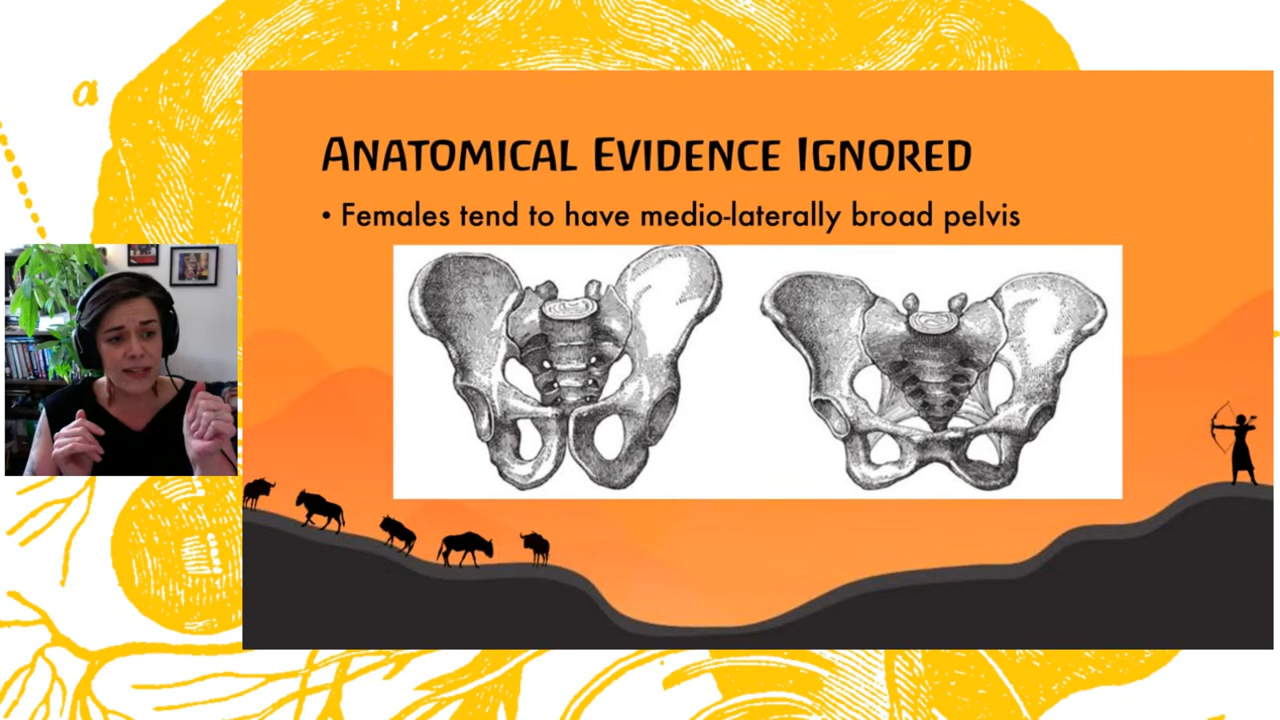 a
ANATOMICAL EVIDENCE IGNORED
• Females tend to have medio-laterally broad pelvis